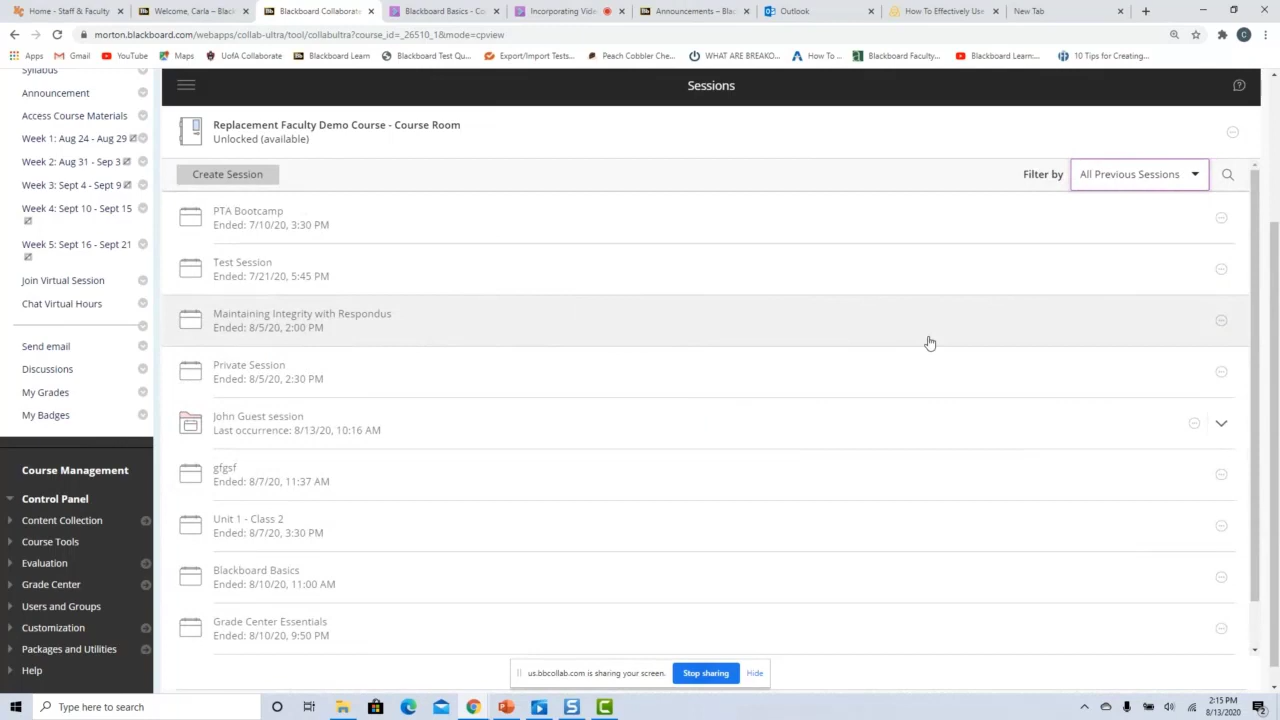 Home - Staff & Faculty
Welcome, Carla – Black
Blackboard Collaborate
Blackboard Basics - Co
Incorporating Vide
Announcements – Bla
Outlook
How To Effectively Use
New Tab
morton.blackboard.com/webapps/collab-ultra/tool/collabultra?course_id=_26510_1&mode=cpview
C
Apps
Gmail
YouTube
Maps
UofA Collaborate
Blackboard Learn
Blackboard Test Qu...
Export/Import Tests...
Peach Cobbler Che...
WHAT ARE BREAKO...
How To ...
Blackboard Faculty...
Blackboard Learn:...
10 Tips for Creating...
Syllabus
Announcement
Access Course Materials
Week 1: Aug 24 - Aug 29
Week 2: Aug 31 - Sep 3
Week 3: Sept 4 - Sept 9
Week 4: Sept 10 - Sept 15
Week 5: Sept 16 - Sept 21
Join Virtual Session
Chat Virtual Hours
Send email
Discussions
My Grades
My Badges
Course Management
Control Panel
Content Collection
Course Tools
Evaluation
Grade Center
Users and Groups
Customization
Packages and Utilities
Help
Sessions
Replacement Faculty Demo Course - Course Room
Unlocked (available)
Create Session
Filter by
All Previous Sessions
PTA Bootcamp
Ended: 7/10/20, 3:30 PM
Test Session
Ended: 7/21/20, 5:45 PM
Maintaining Integrity with Respondus
Ended: 8/5/20, 2:00 PM
Private Session
Ended: 8/5/20, 2:30 PM
John Guest session
Last occurrence: 8/13/20, 10:16 AM
gfgsf
Ended: 8/7/20, 11:37 AM
Unit 1 - Class 2
Ended: 8/7/20, 3:30 PM
Blackboard Basics
Ended: 8/10/20, 11:00 AM
Grade Center Essentials
Ended: 8/10/20, 9:50 PM
us.bbcollab.com is sharing your screen.
Stop sharing
Hide
Type here to search
2:15 PM
8/13/2020